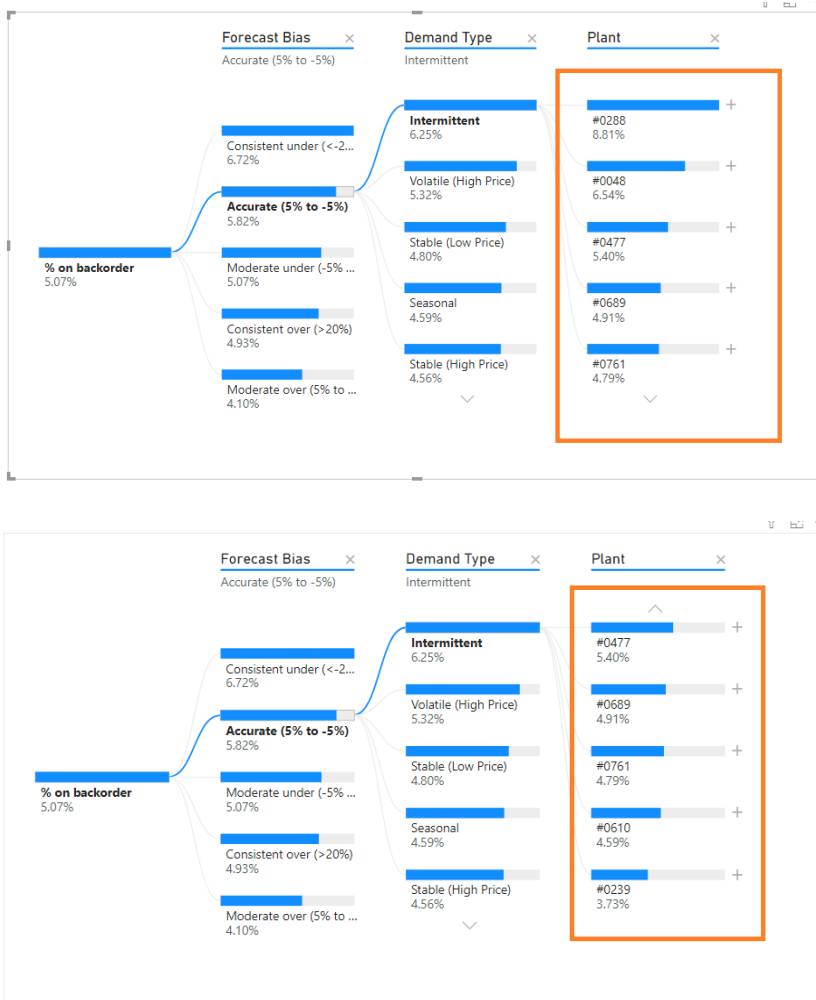 Forecast Bias
Accurate (5% to -5%)
Demand Type
Intermittent
Plant
% on backorder
5.07%
Consistent under (<-2...
6.72%
Accurate (5% to -5%)
5.82%
Moderate under (-5% ...
5.07%
Consistent over (>20%)
4.93%
Moderate over (5% to ...
4.10%
Intermittent
6.25%
Volatile (High Price)
5.32%
Stable (Low Price)
4.80%
Seasonal
4.59%
Stable (High Price)
4.56%
#0288
8.81%
#0048
6.54%
#0477
5.40%
#0689
4.91%
#0761
4.79%
Forecast Bias
Accurate (5% to -5%)
Demand Type
Intermittent
Plant
% on backorder
5.07%
Consistent under (<-2...
6.72%
Accurate (5% to -5%)
5.82%
Moderate under (-5% ...
5.07%
Consistent over (>20%)
4.93%
Moderate over (5% to ...
4.10%
Intermittent
6.25%
Volatile (High Price)
5.32%
Stable (Low Price)
4.80%
Seasonal
4.59%
Stable (High Price)
4.56%
#0477
5.40%
#0689
4.91%
#0761
4.79%
#0610
4.59%
#0239
3.73%